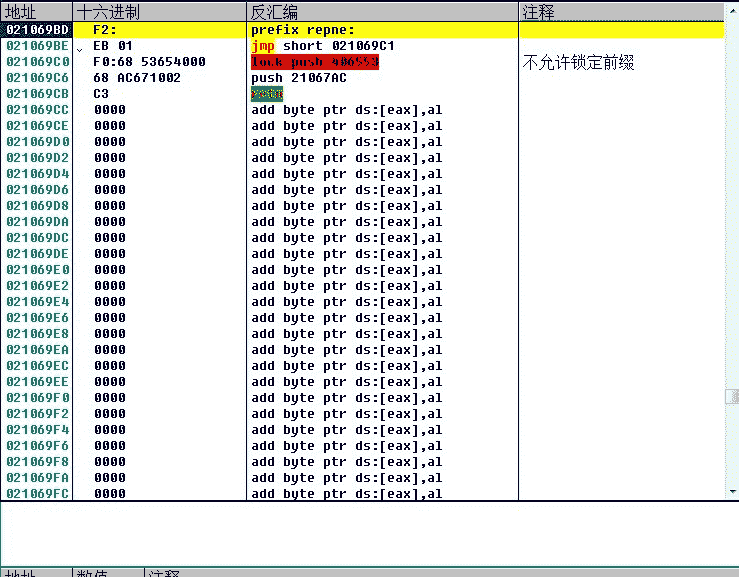 地址 十六进制 反汇编 注释
021069BD F2: prefix repne:
021069BE EB 01 jmp short 021069C1
021069C0 F0:68 53654000 lock push 406553 不允许锁定前缀
021069C6 68 AC671002 push 21067AC
021069CB C3 retn
021069CC 0000 add byte ptr ds:[eax],al
021069CE 0000 add byte ptr ds:[eax],al
021069D0 0000 add byte ptr ds:[eax],al
021069D2 0000 add byte ptr ds:[eax],al
021069D4 0000 add byte ptr ds:[eax],al
021069D6 0000 add byte ptr ds:[eax],al
021069D8 0000 add byte ptr ds:[eax],al
021069DA 0000 add byte ptr ds:[eax],al
021069DC 0000 add byte ptr ds:[eax],al
021069DE 0000 add byte ptr ds:[eax],al
021069E0 0000 add byte ptr ds:[eax],al
021069E2 0000 add byte ptr ds:[eax],al
021069E4 0000 add byte ptr ds:[eax],al
021069E6 0000 add byte ptr ds:[eax],al
021069E8 0000 add byte ptr ds:[eax],al
021069EA 0000 add byte ptr ds:[eax],al
021069EC 0000 add byte ptr ds:[eax],al
021069EE 0000 add byte ptr ds:[eax],al
021069F0 0000 add byte ptr ds:[eax],al
021069F2 0000 add byte ptr ds:[eax],al
021069F4 0000 add byte ptr ds:[eax],al
021069F6 0000 add byte ptr ds:[eax],al
021069F8 0000 add byte ptr ds:[eax],al
021069FA 0000 add byte ptr ds:[eax],al
021069FC 0000 add byte ptr ds:[eax],al
地址 数值 注释